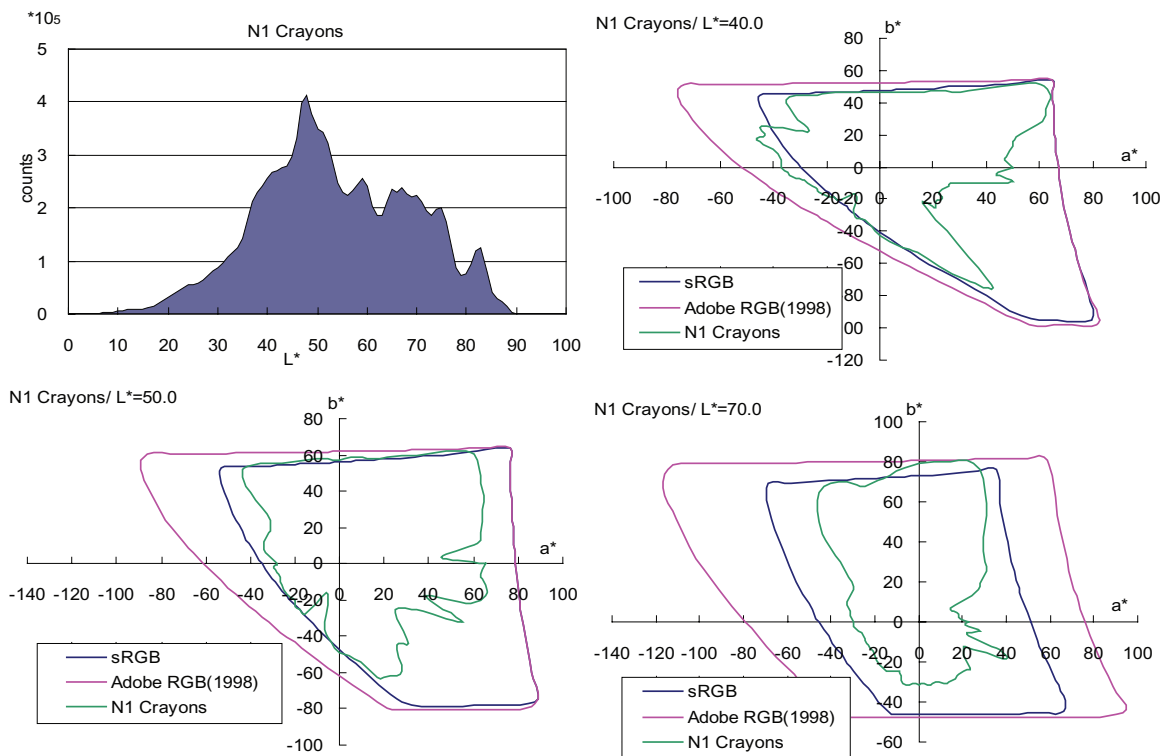 *10⁵
N1 Crayons
5
4
3
2
1
0
counts
0 10 20 30 40 50 60 70 80 90 100
L*
N1 Crayons/ L*=40.0
b*
80
60
40
20
0
-20
-40
-60
-80
-100
-120
a*
-100 -80 -60 -40 -20 0 20 40 60 80 100
sRGB
Adobe RGB(1998)
N1 Crayons
N1 Crayons/ L*=50.0
b*
80
60
40
20
0
-20
-40
-60
-80
-100
a*
-140 -120 -100 -80 -60 -40 -20 0 20 40 60 80 100
sRGB
Adobe RGB(1998)
N1 Crayons
N1 Crayons/ L*=70.0
b*
100
80
60
40
20
0
-20
-40
-60
a*
-140 -120 -100 -80 -60 -40 -20 0 20 40 60 80 100
sRGB
Adobe RGB(1998)
N1 Crayons